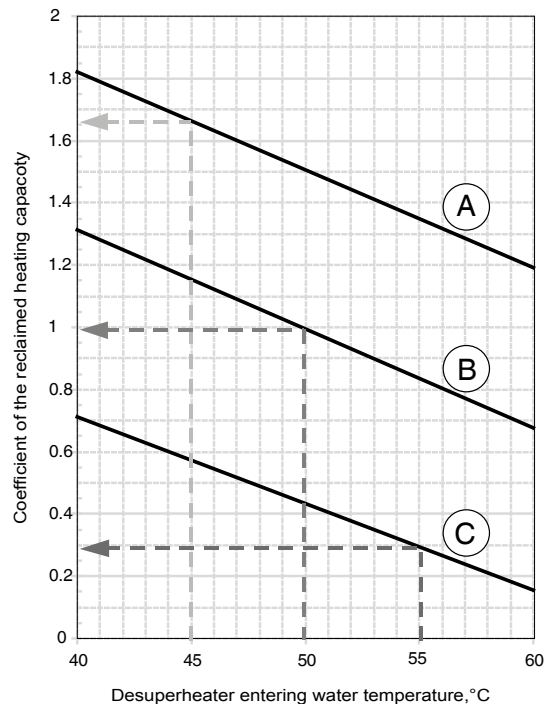 2
1.8
1.6
1.4
1.2
1
0.8
0.6
0.4
0.2
0
Coefficient of the reclaimed heating capacoty
A
B
C
40 45 50 55 60
Desuperheater entering water temperature,°C